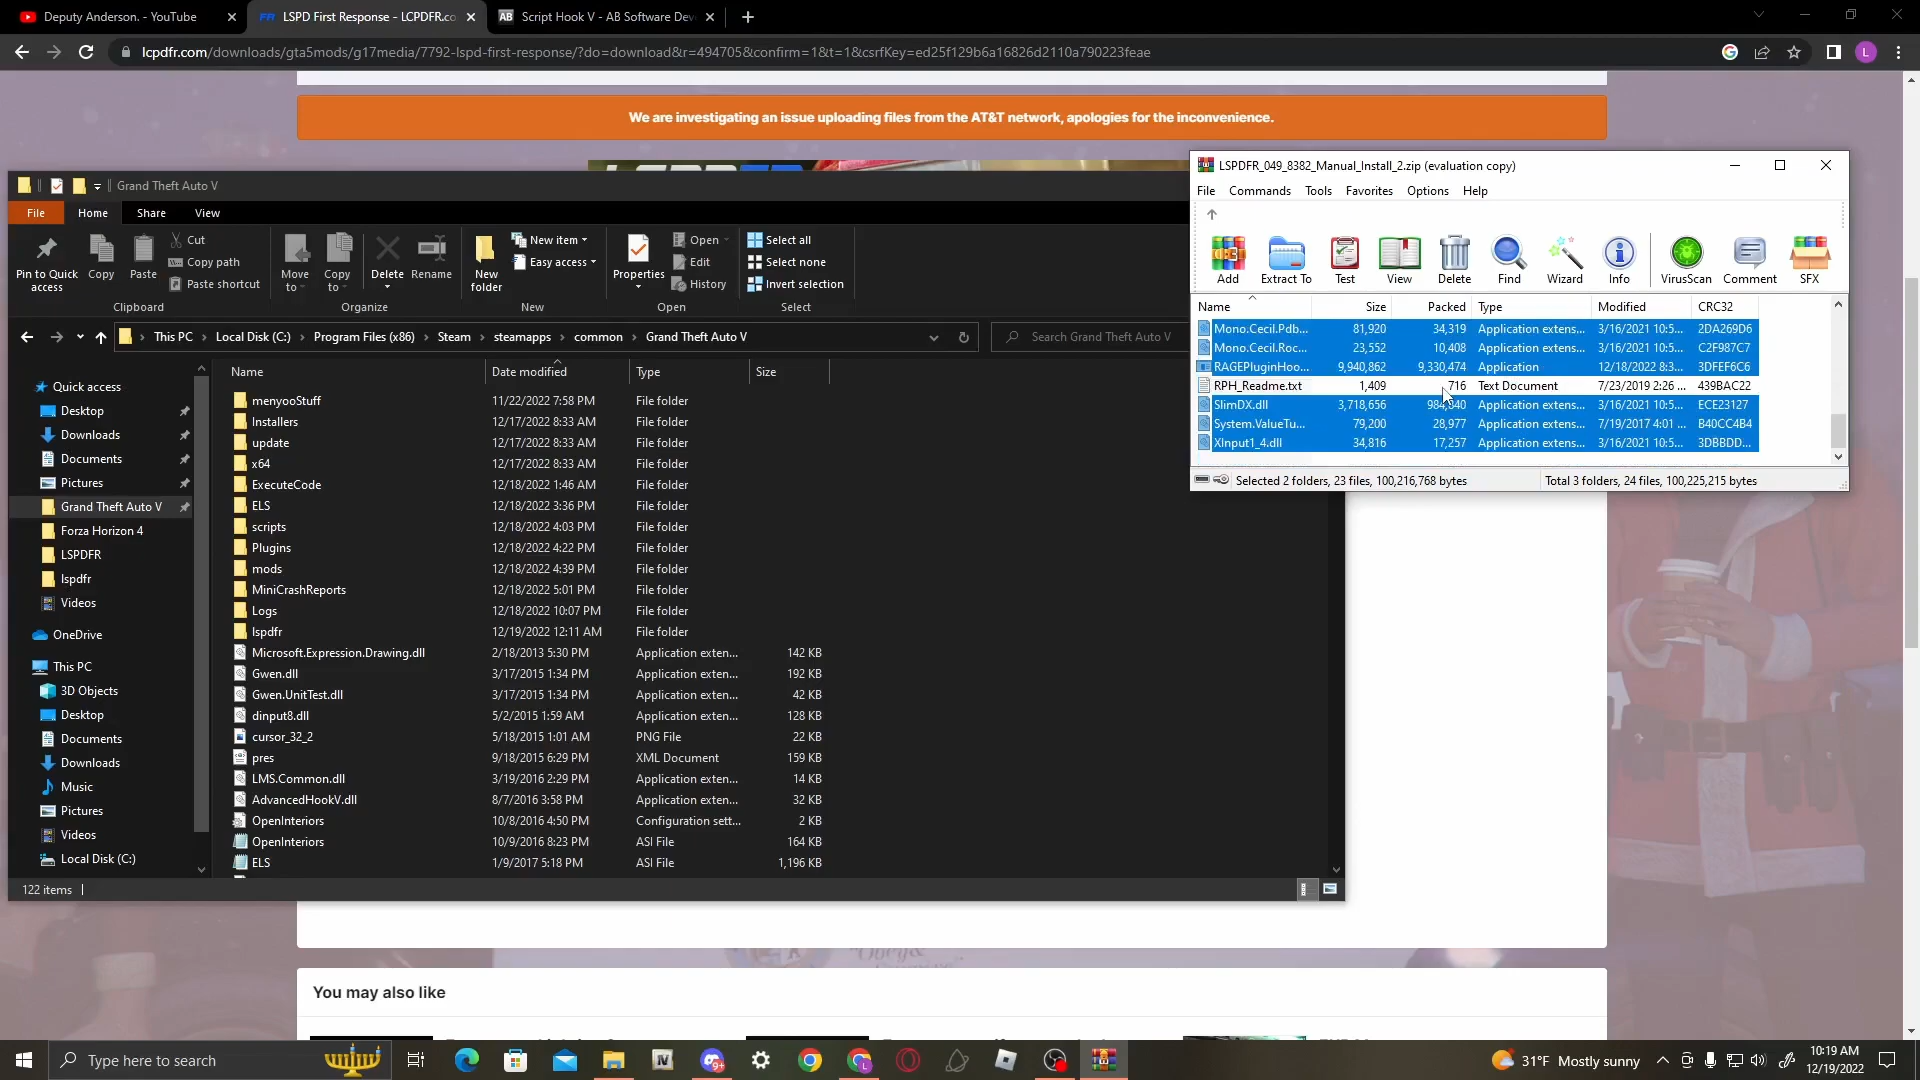 Deputy Anderson. - YouTube
LSPD First Response - LCPDFR.co
Script Hook V - AB Software Dev
lcpdfr.com/downloads/gta5mods/g17media/7792-lspd-first-response/?do=download&r=494705&confirm=1&t=1&csrfKey=ed25f129b6a16826d2110a790223feae
L
We are investigating an issue uploading files from the AT&T network, apologies for the inconvenience.
Grand Theft Auto V
File Home Share View
Pin to Quick access
Copy
Paste
Cut
Copy path
Paste shortcut
Clipboard
Move to
Copy to
Delete
Rename
Organize
New folder
New item
Easy access
New
Properties
Open
Edit
History
Open
Select all
Select none
Invert selection
Select
This PC Local Disk (C:) Program Files (x86) Steam steamapps common Grand Theft Auto V
Search Grand Theft Auto V
Quick access
Desktop
Downloads
Documents
Pictures
Grand Theft Auto V
Forza Horizon 4
LSPDFR
lspdfr
Videos
OneDrive
This PC
3D Objects
Desktop
Documents
Downloads
Music
Pictures
Videos
Local Disk (C:)
Name Date modified Type Size
menyooStuff 11/22/2022 7:58 PM File folder
Installers 12/17/2022 8:33 AM File folder
update 12/17/2022 8:33 AM File folder
x64 12/17/2022 8:33 AM File folder
ExecuteCode 12/18/2022 1:46 AM File folder
ELS 12/18/2022 3:36 PM File folder
scripts 12/18/2022 4:03 PM File folder
Plugins 12/18/2022 4:22 PM File folder
mods 12/18/2022 4:39 PM File folder
MiniCrashReports 12/18/2022 5:01 PM File folder
Logs 12/18/2022 10:07 PM File folder
lspdfr 12/19/2022 12:11 AM File folder
Microsoft.Expression.Drawing.dll 2/18/2013 5:30 PM Application exten... 142 KB
Gwen.dll 3/17/2015 1:34 PM Application exten... 192 KB
Gwen.UnitTest.dll 3/17/2015 1:34 PM Application exten... 42 KB
dinput8.dll 5/2/2015 1:59 AM Application exten... 128 KB
cursor_32_2 5/18/2015 1:01 AM PNG File 22 KB
pres 9/18/2015 6:29 PM XML Document 159 KB
LMS.Common.dll 3/19/2016 2:29 PM Application exten... 14 KB
AdvancedHookV.dll 8/7/2016 3:58 PM Application exten... 32 KB
OpenInteriors 10/8/2016 4:50 PM Configuration sett... 2 KB
OpenInteriors 10/9/2016 8:23 PM ASI File 164 KB
ELS 1/9/2017 5:18 PM ASI File 1,196 KB
122 items
LSPDFR_049_8382_Manual_Install_2.zip (evaluation copy)
File Commands Tools Favorites Options Help
Add Extract To Test View Delete Find Wizard Info VirusScan Comment SFX
Name Size Packed Type Modified CRC32
Mono.Cecil.Pdb... 81,920 34,319 Application extens... 3/16/2021 10:5... 2DA269D6
Mono.Cecil.Roc... 23,552 10,408 Application extens... 3/16/2021 10:5... C2F987C7
RAGEPluginHoo... 9,940,862 9,330,474 Application 12/18/2022 8:3... 3DFEF6C6
RPH_Readme.txt 1,409 716 Text Document 7/23/2019 2:26 ... 439BAC22
SlimDX.dll 3,718,656 Application extens... 3/16/2021 10:5... ECE23127
System.ValueTu... 79,200 28,977 Application extens... 7/19/2017 4:01 ... B40CC4B4
XInput1_4.dll 34,816 17,257 Application extens... 3/16/2021 10:5... 3DBBDD...
Selected 2 folders, 23 files, 100,216,768 bytes
Total 3 folders, 24 files, 100,225,215 bytes
You may also like
Type here to search
31°F Mostly sunny
10:19 AM
12/19/2022